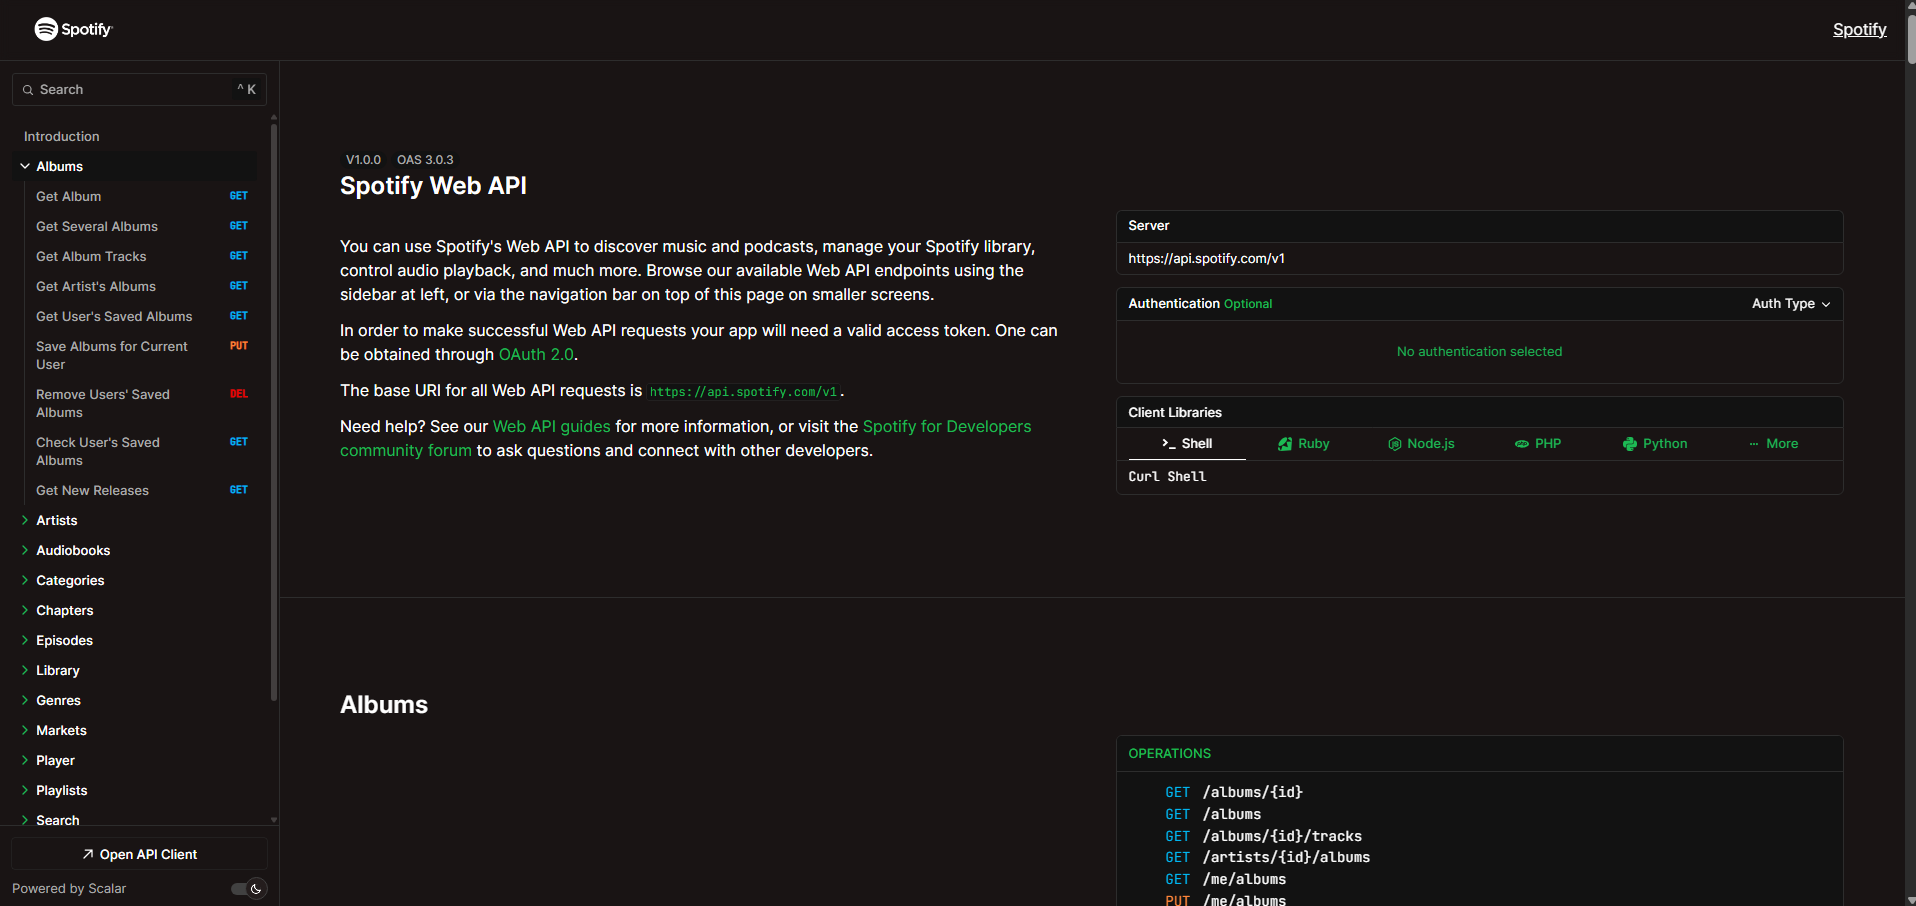 Spotify
Spotify
Search ^ K
Introduction
Albums
Get Album GET
Get Several Albums GET
Get Album Tracks GET
Get Artist's Albums GET
Get User's Saved Albums GET
Save Albums for Current PUT
User
Remove Users' Saved DEL
Albums
Check User's Saved GET
Albums
Get New Releases GET
Artists
Audiobooks
Categories
Chapters
Episodes
Library
Genres
Markets
Player
Playlists
Search
Open API Client
Powered by Scalar
V1.0.0 OAS 3.0.3
Spotify Web API
You can use Spotify's Web API to discover music and podcasts, manage your Spotify library,
control audio playback, and much more. Browse our available Web API endpoints using the
sidebar at left, or via the navigation bar on top of this page on smaller screens.
In order to make successful Web API requests your app will need a valid access token. One can
be obtained through OAuth 2.0.
The base URI for all Web API requests is https://api.spotify.com/v1.
Need help? See our Web API guides for more information, or visit the Spotify for Developers
community forum to ask questions and connect with other developers.
Server
https://api.spotify.com/v1
Authentication Optional Auth Type
No authentication selected
Client Libraries
Shell Ruby Node.js PHP Python More
Curl Shell
Albums
OPERATIONS
GET /albums/{id}
GET /albums
GET /albums/{id}/tracks
GET /artists/{id}/albums
GET /me/albums
PUT /me/albums